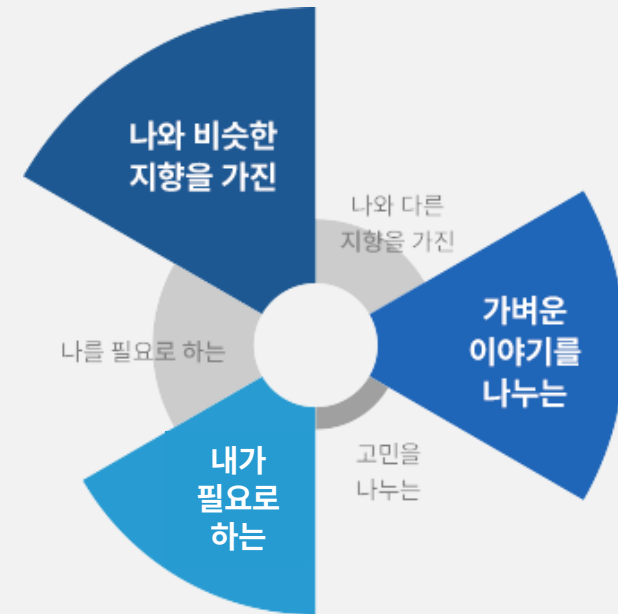 나와 비슷한
지향을 가진
나와 다른
지향을 가진
가벼운
이야기를
나누는
나를 필요로 하는
내가
필요로
하는
고민을
나누는